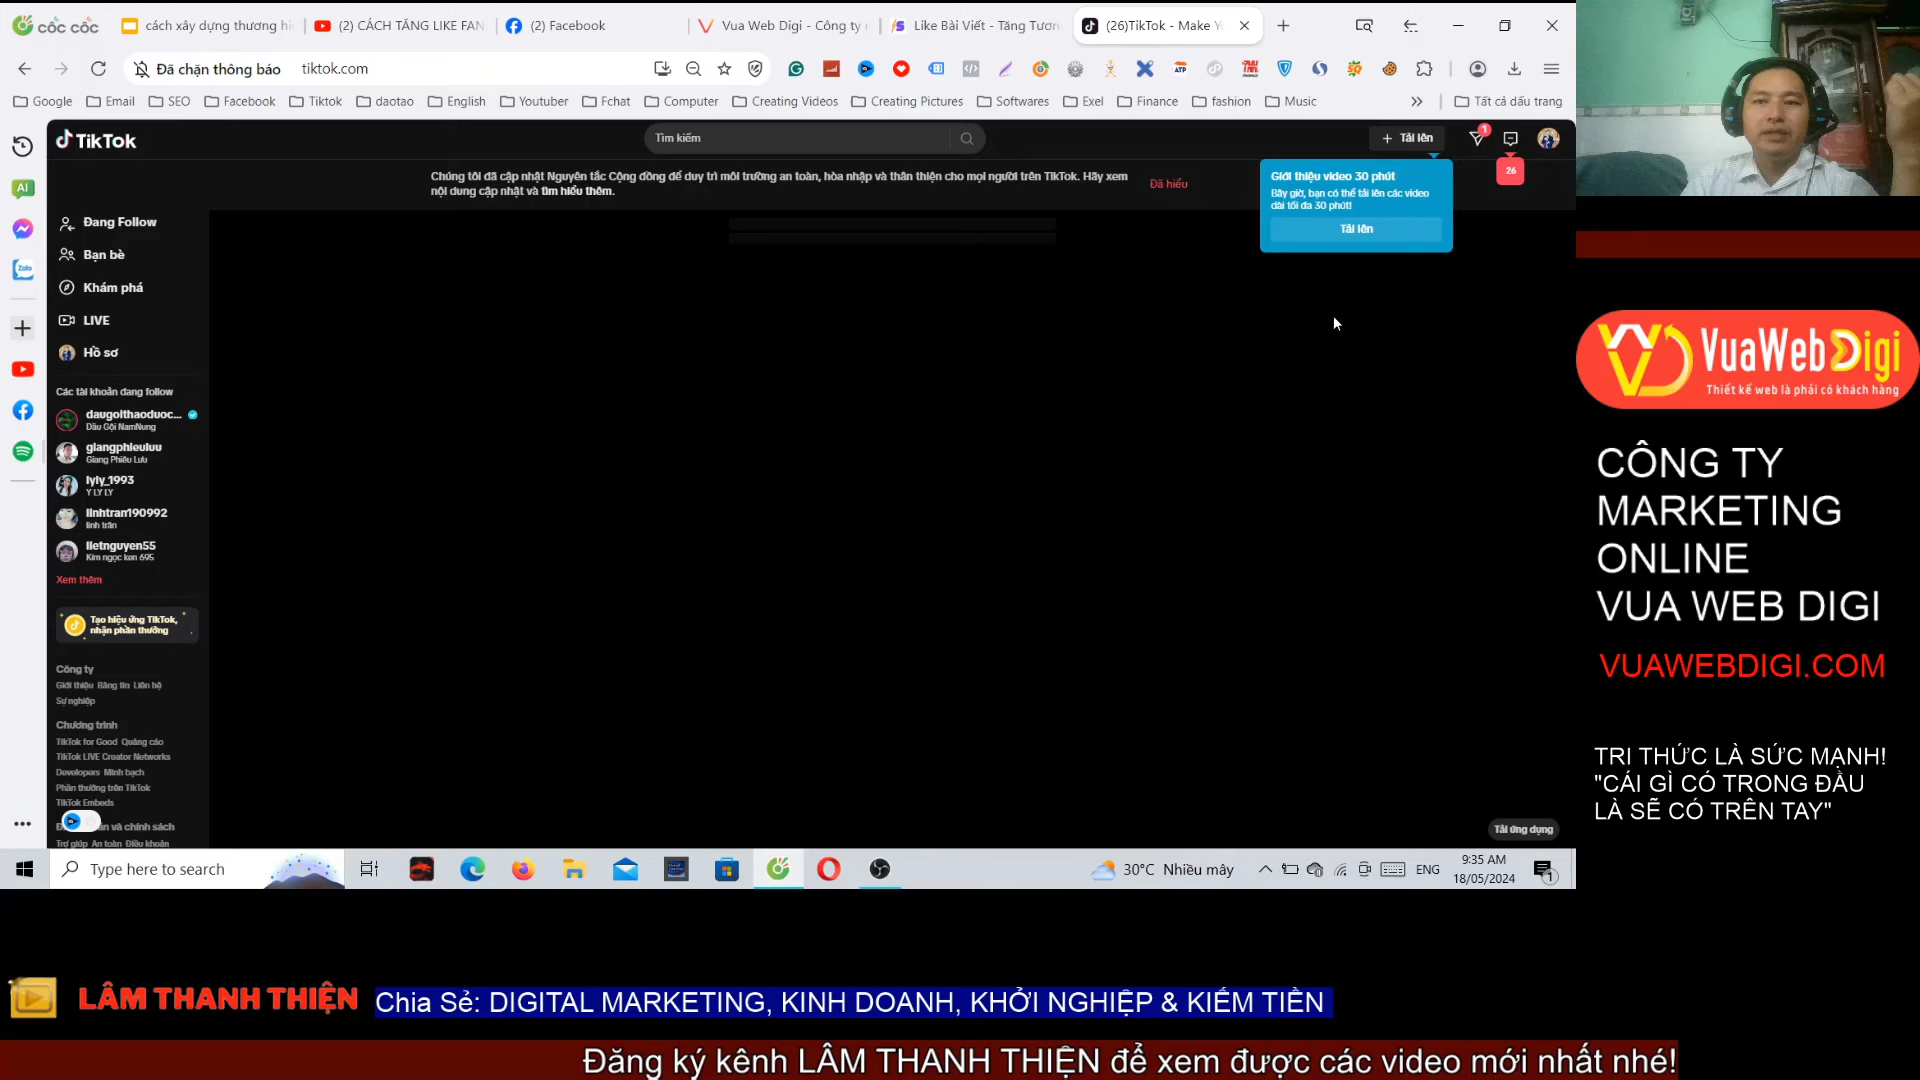 cốc cốc
cách xây dựng thương hi
(2) CÁCH TĂNG LIKE FAN
(2) Facebook
Vua Web Digi - Công ty
Like Bài Viết - Tăng Tươn
(26)TikTok - Make Y
Đã chặn thông báo
tiktok.com
Google
Email
SEO
Facebook
Tiktok
daotao
English
Youtuber
Fchat
Computer
Creating Videos
Creating Pictures
Softwares
Exel
Finance
fashion
Music
Tất cả dấu trang
TikTok
Tìm kiếm
Tải lên
1
26
Chúng tôi đã cập nhật Nguyên tắc Cộng đồng để duy trì môi trường an toàn, hòa nhập và thân thiện cho mọi người trên TikTok. Hãy xem
nội dung cập nhật và tìm hiểu thêm.
Đã hiểu
Giới thiệu video 30 phút
Bây giờ, bạn có thể tải lên các video
dài tối đa 30 phút!
Tải lên
AI
Zalo
Đang Follow
Bạn bè
Khám phá
LIVE
Hồ sơ
Các tài khoản đang follow
daugoithaoduoc...
Dầu Gội NamNung
giangphieuluu
Giang Phiêu Lưu
lyly_1993
Y LY LY
linhtran190992
linh trần
lietnguyen55
Kim ngọc ken 695
Xem thêm
Tạo hiệu ứng TikTok,
nhận phần thưởng
Công ty
Giới thiệu Bảng tin Liên hệ
Sự nghiệp
Chương trình
TikTok for Good Quảng cáo
TikTok LIVE Creator Networks
Developers Minh bạch
Phần thưởng trên TikTok
TikTok Embeds
và chính sách
Trợ giúp An toàn Điều khoản
Tải ứng dụng
Type here to search
30°C Nhiều mây
ENG
9:35 AM
18/05/2024
1
VuaWebDigi
Thiết kế web là phải có khách hàng
CÔNG TY
MARKETING
ONLINE
VUA WEB DIGI
VUAWEBDIGI.COM
TRI THỨC LÀ SỨC MẠNH!
"CÁI GÌ CÓ TRONG ĐẦU
LÀ SẼ CÓ TRÊN TAY"
LÂM THANH THIỆN
Chia Sẻ: DIGITAL MARKETING, KINH DOANH, KHỞI NGHIỆP & KIẾM TIỀN
Đăng ký kênh LÂM THANH THIỆN để xem được các video mới nhất nhé!